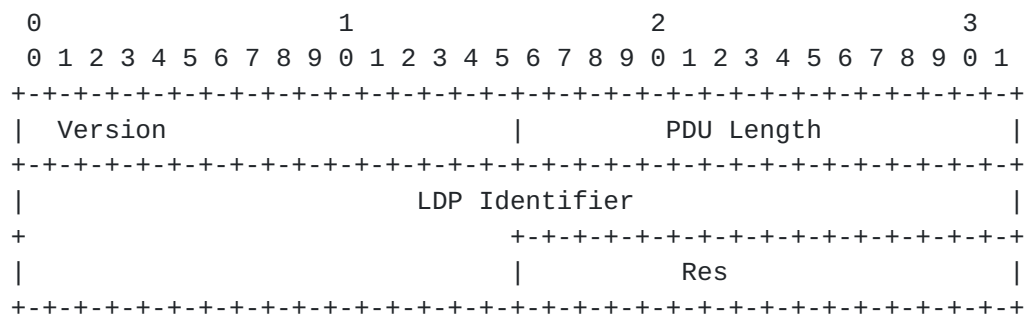 0                   1                   2                   3
 0 1 2 3 4 5 6 7 8 9 0 1 2 3 4 5 6 7 8 9 0 1 2 3 4 5 6 7 8 9 0 1
+-+-+-+-+-+-+-+-+-+-+-+-+-+-+-+-+-+-+-+-+-+-+-+-+-+-+-+-+-+-+-+-+
|  Version                      |         PDU Length            |
+-+-+-+-+-+-+-+-+-+-+-+-+-+-+-+-+-+-+-+-+-+-+-+-+-+-+-+-+-+-+-+-+
|                         LDP Identifier                        |
+                               +-+-+-+-+-+-+-+-+-+-+-+-+-+-+-+-+
|                               |          Res                  |
+-+-+-+-+-+-+-+-+-+-+-+-+-+-+-+-+-+-+-+-+-+-+-+-+-+-+-+-+-+-+-+-+